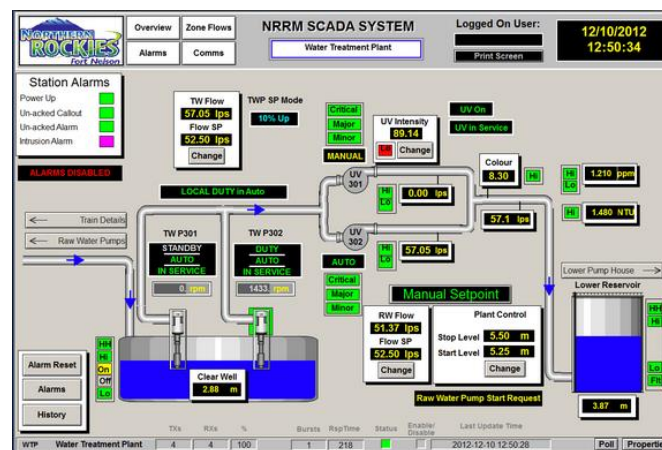 NORTHERN
ROCKIES
Fort Nelson
Overview
Zone Flows
Alarms
Comms
NRRM SCADA SYSTEM
Water Treatment Plant
Logged On User:
Print Screen
12/10/2012
12:50:34
Station Alarms
Power Up
Un-acked Callout
Un-acked Alarm
Intrusion Alarm
ALARMS DISABLED
TW Flow
57.05 lps
Flow SP
52.50 lps
Change
TWP SP Mode
10% Up
Critical
Major
Minor
MANUAL
UV Intensity
89.14
Lo
Change
UV On
UV in Service
Colour
8.30
Hi
Hi
Lo
1.210 ppm
Hi
1.480 NTU
LOCAL DUTY in Auto
UV
301
Hi
Lo
0.00 lps
57.1 lps
Train Details
Raw Water Pumps
TW P301
STANDBY
AUTO
IN SERVICE
0. rpm
TW P302
DUTY
AUTO
IN SERVICE
1433. rpm
UV
302
Hi
Lo
57.05 lps
AUTO
Critical
Major
Minor
Lower Pump House
Lower Reservoir
HH
Hi
Lo
Flt
3.87 m
Manual Setpoint
RW Flow
51.37 lps
Flow SP
52.50 lps
Change
Plant Control
Stop Level 5.50 m
Start Level 5.25 m
Change
Raw Water Pump Start Request
Alarm Reset
Alarms
History
HH
Hi
On
Off
Lo
Clear Well
2.88 m
TXs RXs % Bursts RspTime Status Enable/Disable Last Update Time
WTP Water Treatment Plant 4 4 100 1 218 2012-12-10 12:50:28 Poll Propertie